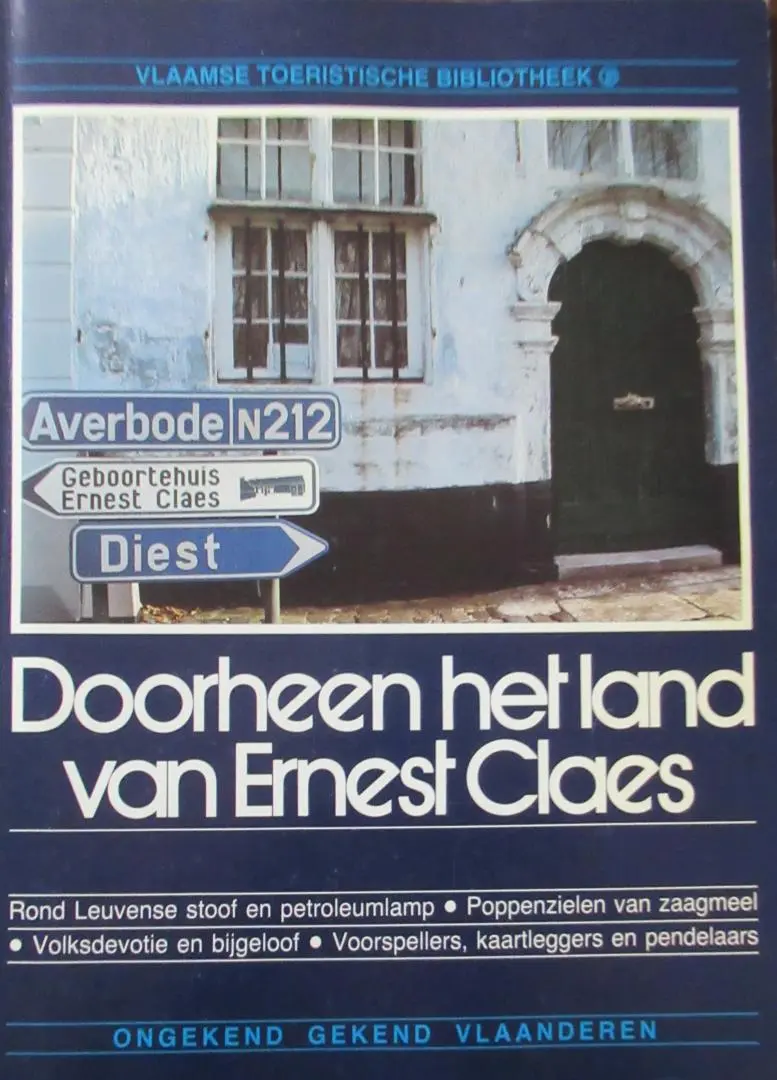 VLAAMSE TOERISTISCHE BIBLIOTHEEK
Averbode N212
Geboortehuis
Ernest Claes
Diest
Doorheen het land
van Ernest Claes
Rond Leuvense stoof en petroleumlamp • Poppenzielen van zaagmeel
• Volksdevotie en bijgeloof • Voorspellers, kaartleggers en pendelaars
ONGEKEND GEKEND VLAANDEREN